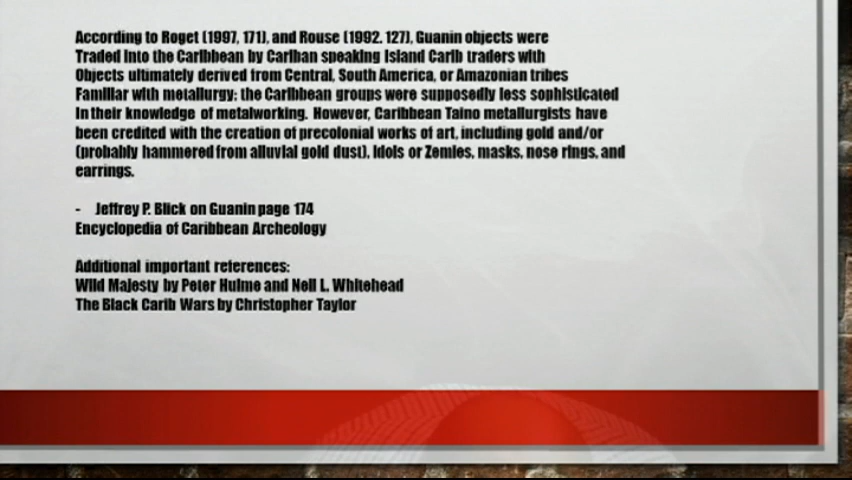 According to Roget (1997, 171), and Rouse (1992. 127), Guanin objects were
Traded into the Caribbean by Cariban speaking Island Carib traders with
Objects ultimately derived from Central, South America, or Amazonian tribes
Familiar with metallurgy; the Caribbean groups were supposedly less sophisticated
In their knowledge of metalworking. However, Caribbean Taino metallurgists have
been credited with the creation of precolonial works of art, including gold and/or
(probably hammered from alluvial gold dust), Idols or Zemies, masks, nose rings, and
earrings.
- Jeffrey P. Blick on Guanin page 174
Encyclopedia of Caribbean Archeology
Additional important references:
Wild Majesty by Peter Hulme and Neil L. Whitehead
The Black Carib Wars by Christopher Taylor